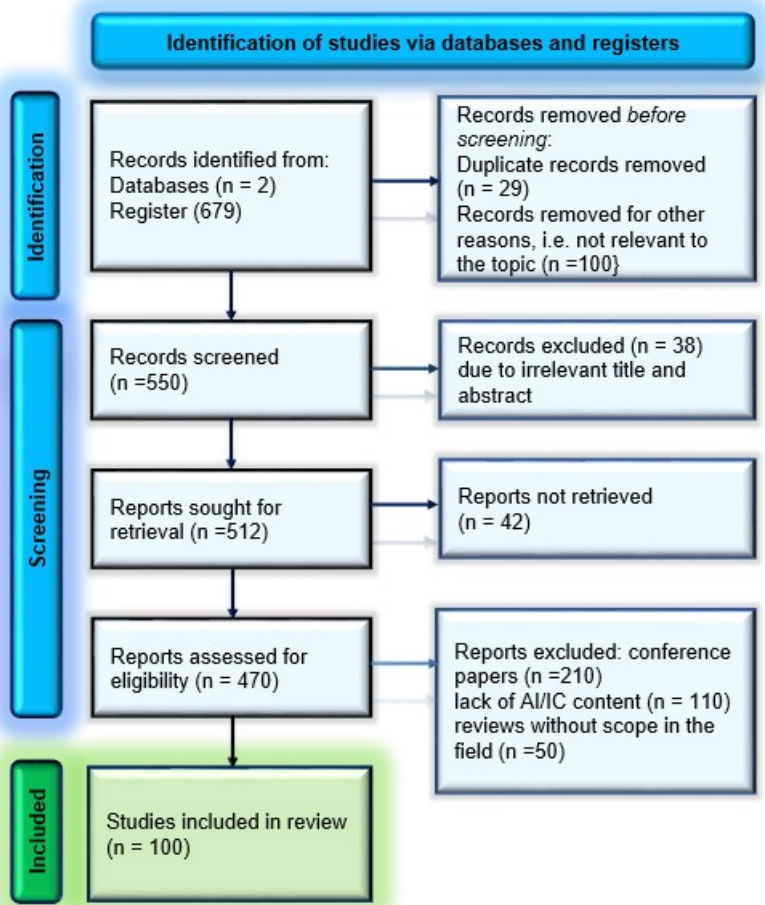 Identification of studies via databases and registers
Identification
Records identified from:
Databases (n = 2)
Register (679)
Records removed before
screening:
Duplicate records removed
(n = 29)
Records removed for other
reasons, i.e. not relevant to
the topic (n =100}
Screening
Records screened
(n =550)
Records excluded (n = 38)
due to irrelevant title and
abstract
Reports sought for
retrieval (n =512)
Reports not retrieved
(n = 42)
Reports assessed for
eligibility (n = 470)
Reports excluded: conference
papers (n =210)
lack of AI/IC content (n = 110)
reviews without scope in the
field (n =50)
Included
Studies included in review
(n = 100)